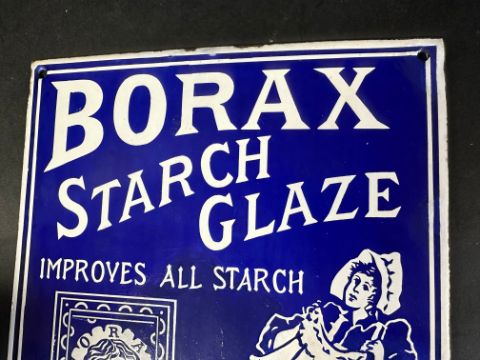 BORAX
STARCH
GLAZE
IMPROVES ALL STARCH